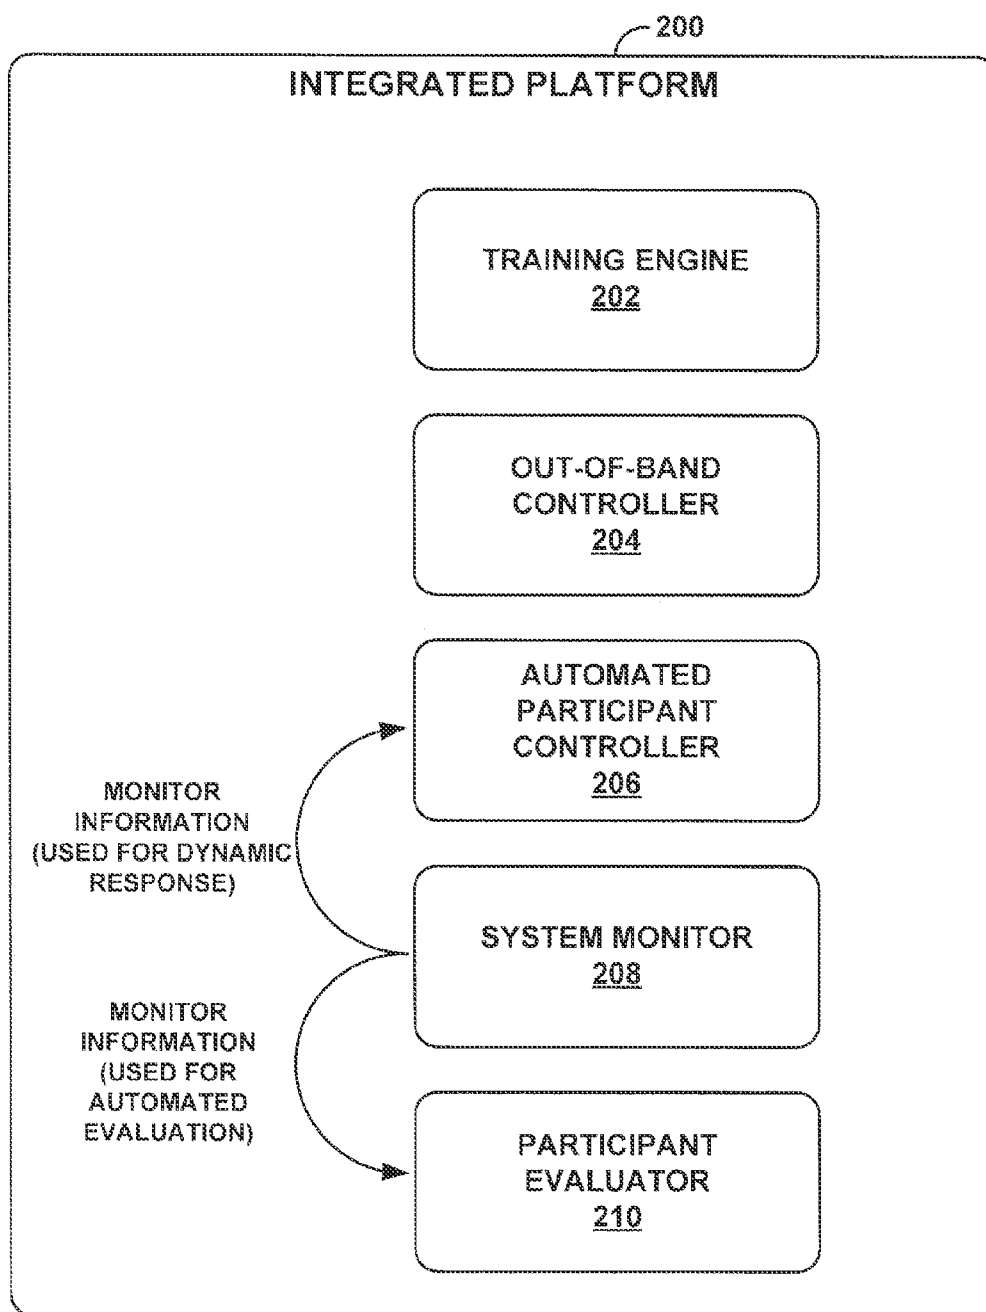 200
INTEGRATED PLATFORM
TRAINING ENGINE
202
OUT-OF-BAND
CONTROLLER
204
AUTOMATED
PARTICIPANT
CONTROLLER
206
MONITOR
INFORMATION
(USED FOR DYNAMIC
RESPONSE)
SYSTEM MONITOR
208
MONITOR
INFORMATION
(USED FOR
AUTOMATED
EVALUATION)
PARTICIPANT
EVALUATOR
210